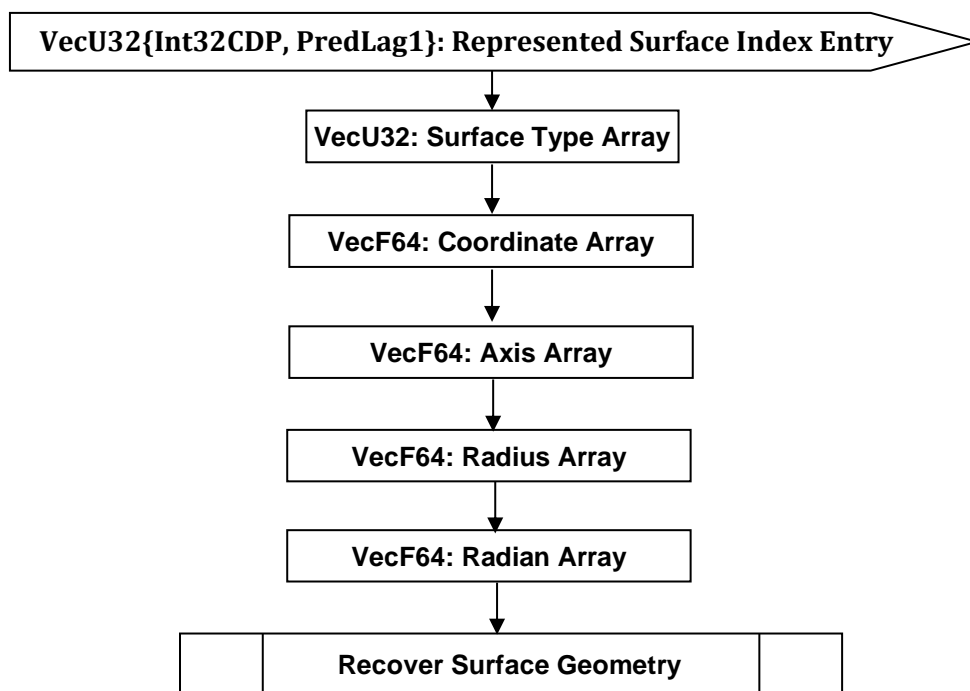 VecU32{Int32CDP, PredLag1}: Represented Surface Index Entry
VecU32: Surface Type Array
VecF64: Coordinate Array
VecF64: Axis Array
VecF64: Radius Array
VecF64: Radian Array
Recover Surface Geometry